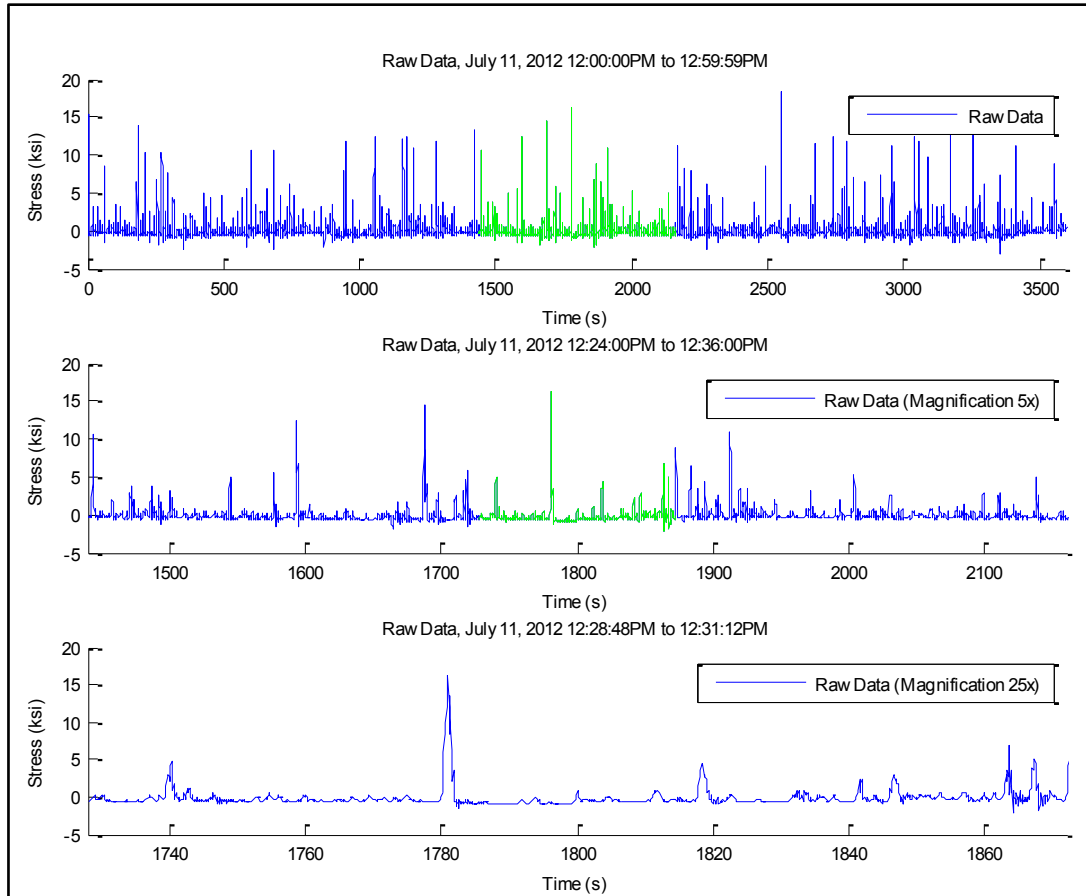 Raw Data, July 11, 2012 12:00:00PM to 12:59:59PM
20
15
10
5
0
-5
Stress (ksi)
Raw Data
0 500 1000 1500 2000 2500 3000 3500
Time (s)
Raw Data, July 11, 2012 12:24:00PM to 12:36:00PM
20
15
10
5
0
-5
Stress (ksi)
Raw Data (Magnification 5x)
1500 1600 1700 1800 1900 2000 2100
Time (s)
Raw Data, July 11, 2012 12:28:48PM to 12:31:12PM
20
15
10
5
0
-5
Stress (ksi)
Raw Data (Magnification 25x)
1740 1760 1780 1800 1820 1840 1860
Time (s)